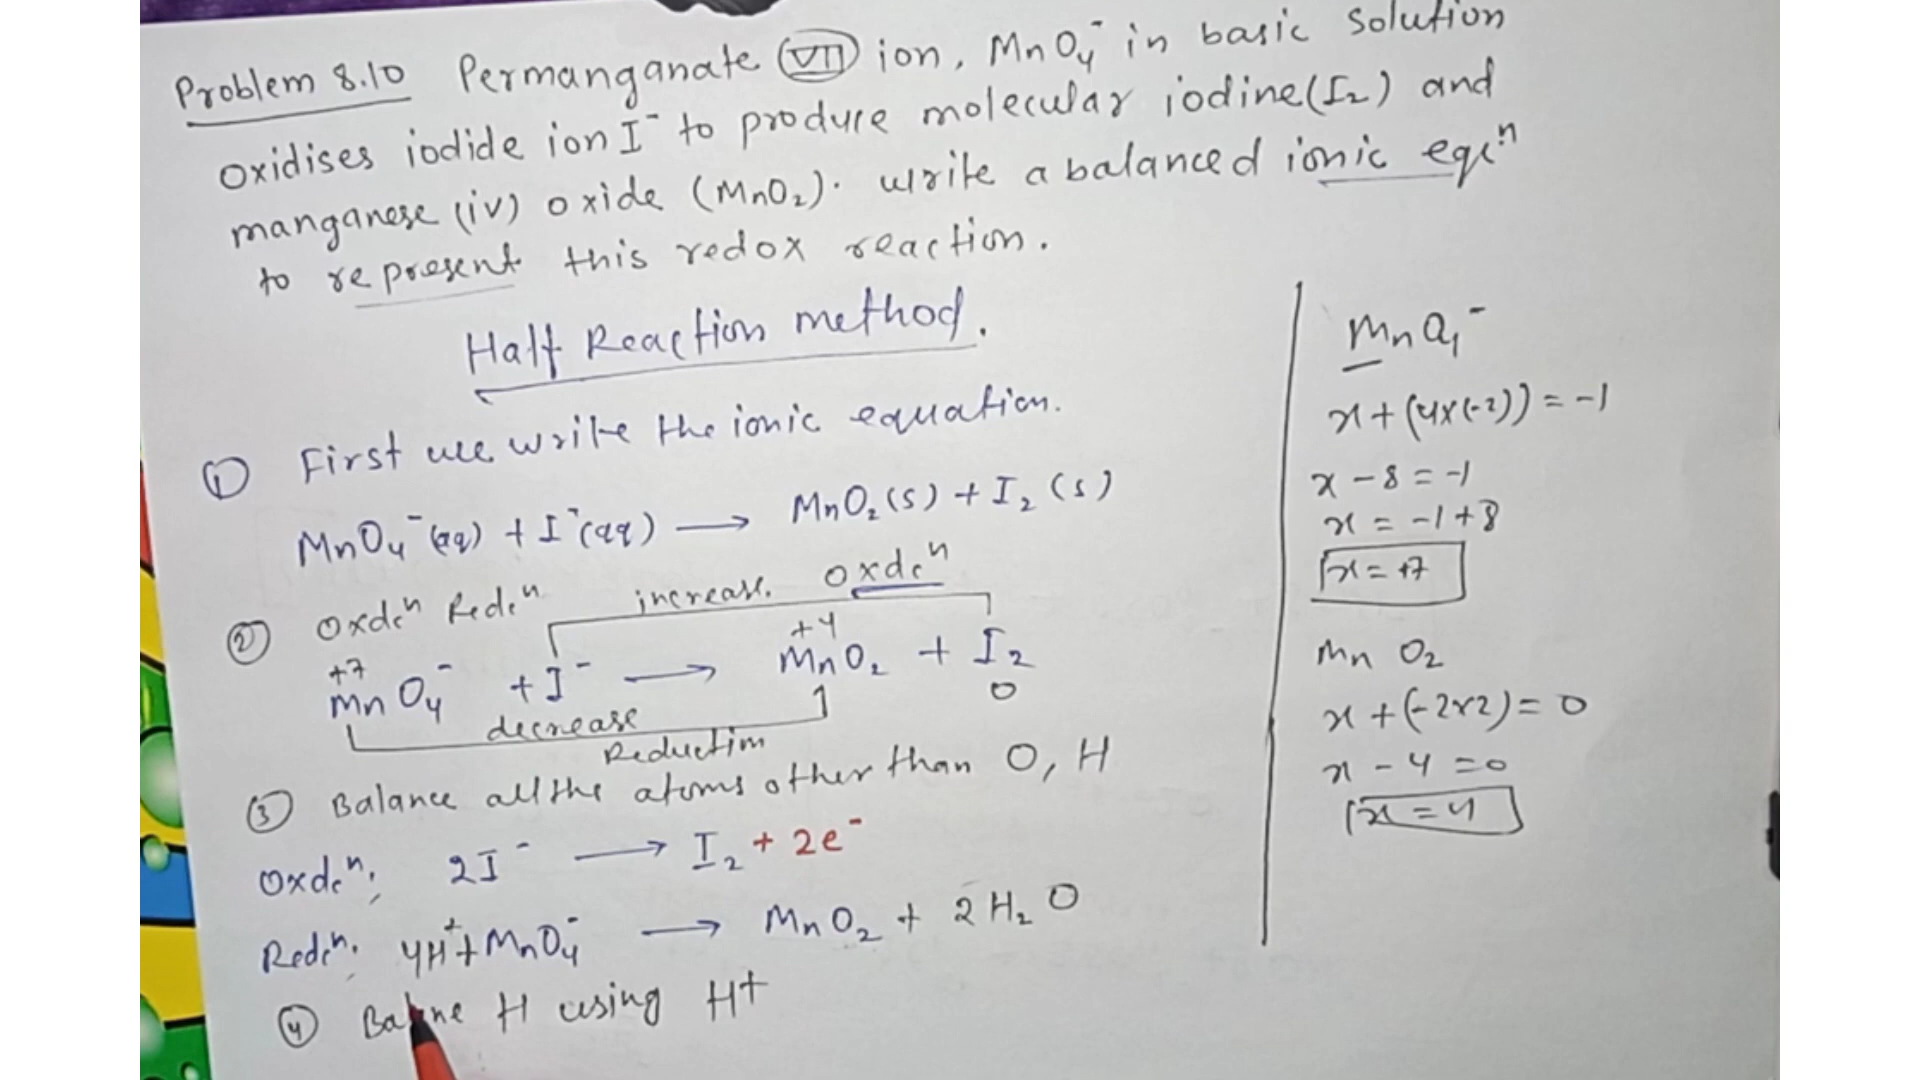 Problem 8.10 Permanganate (VII) ion, MnO₄⁻ in basic solution
oxidises iodide ion I⁻ to produce molecular iodine(I₂) and
manganese (iv) oxide (MnO₂). write a balanced ionic eqⁿ
to represent this redox reaction.
Half Reaction method.
① First we write the ionic equation.
MnO₄⁻(aq) + I⁻(aq) ⟶ MnO₂(s) + I₂(s)
② Oxdⁿ Redⁿ increase. Oxdⁿ
+7 +4
MnO₄⁻ + I⁻ ⟶ MnO₂ + I₂
0
decrease
Reduction
③ Balance all the atoms other than O, H
Oxdⁿ: 2I⁻ ⟶ I₂ + 2e⁻
Redⁿ. 4H⁺ + MnO₄⁻ ⟶ MnO₂ + 2H₂O
④ H using H+
MnO₄⁻
x + (4x(-2)) = -1
x - 8 = -1
x = -1 + 8
x = +7
MnO₂
x + (-2x2) = 0
x - 4 = 0
x = 4